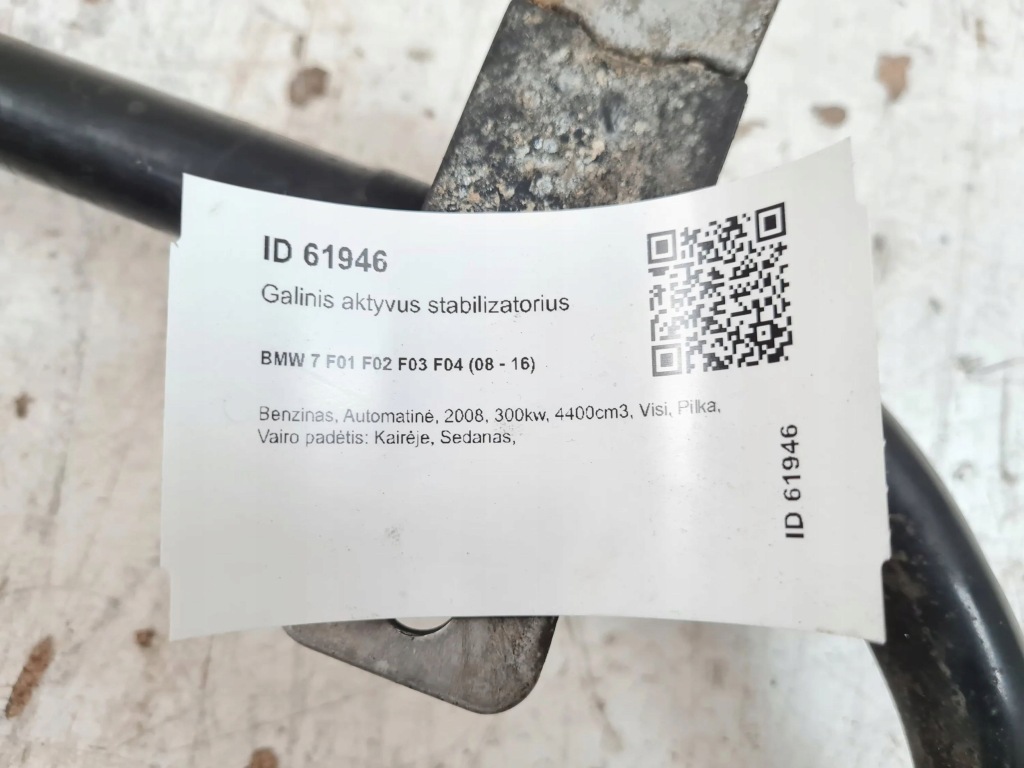 ID 61946
Galinis aktyvus stabilizatorius
BMW 7 F01 F02 F03 F04 (08 - 16)
Benzinas, Automatinė, 2008, 300kw, 4400cm3, Visi, Pilka,
Vairo padėtis: Kairėje, Sedanas,
ID 61946